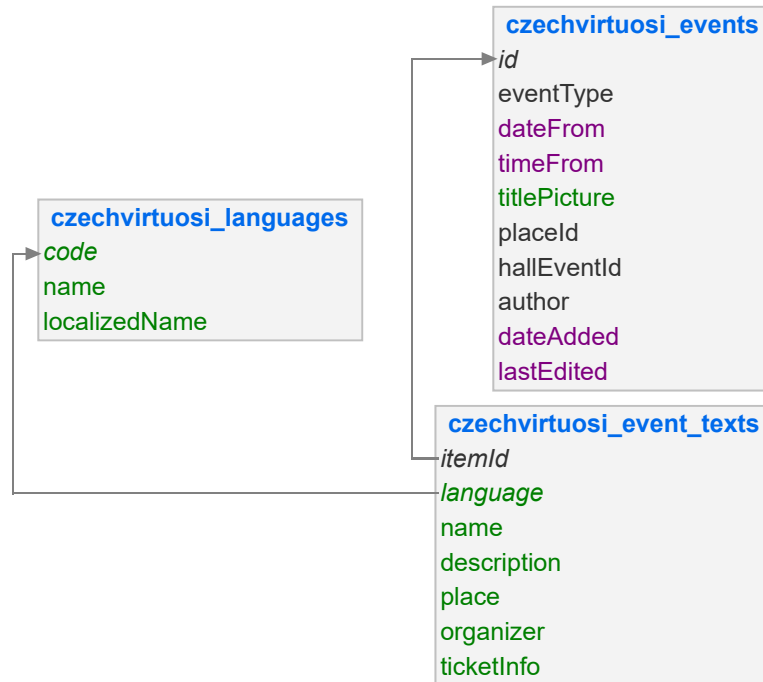 czechvirtuosi_events
id
eventType
dateFrom
timeFrom
titlePicture
placeId
hallEventId
author
dateAdded
lastEdited
czechvirtuosi_languages
code
name
localizedName
czechvirtuosi_event_texts
itemId
language
name
description
place
organizer
ticketInfo